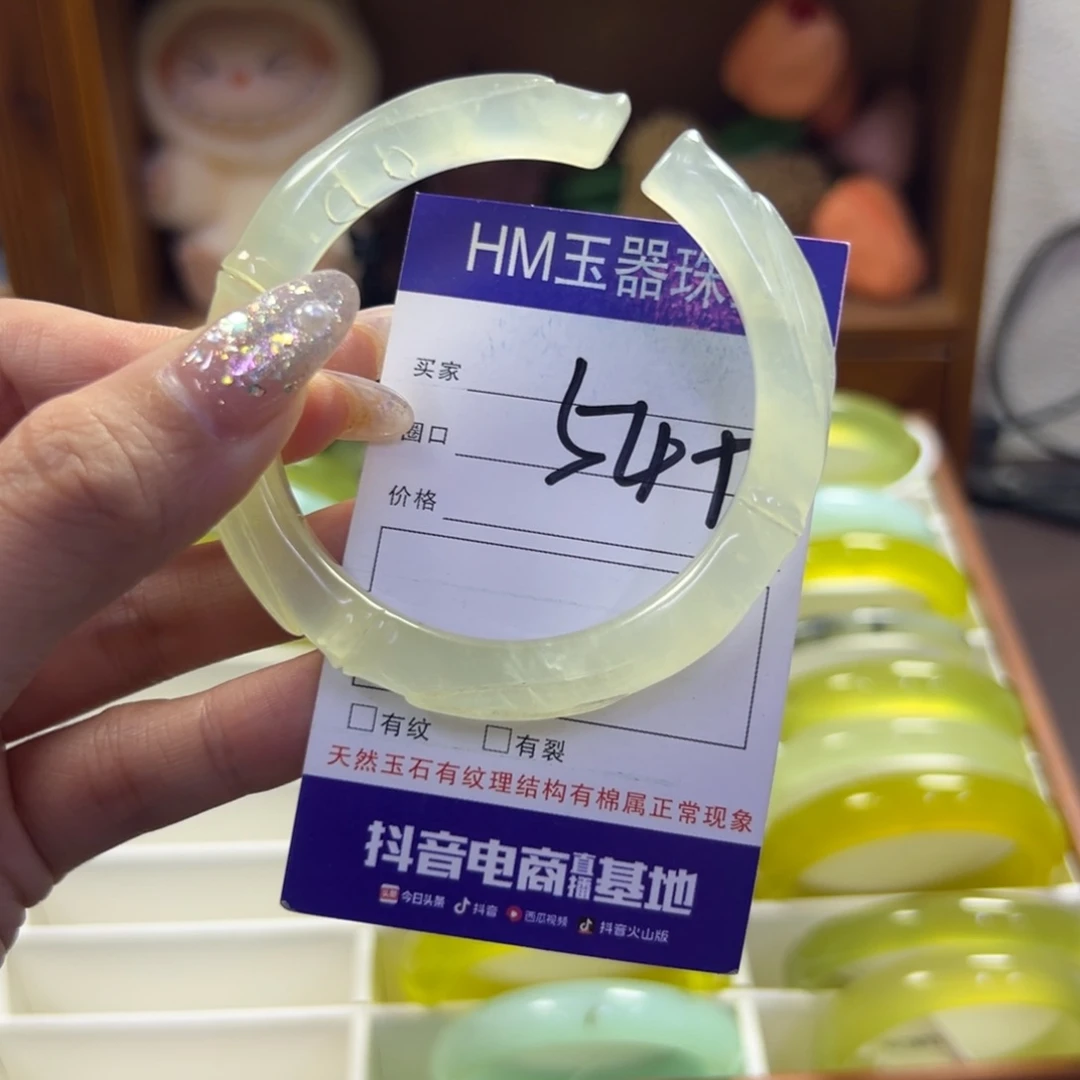 HM玉器珠
买家
圈口
价格
有纹
有裂
天然玉石有纹理结构有棉属正常现象
抖音电商直播基地
头条 今日头条 抖音 西瓜视频 抖音火山版